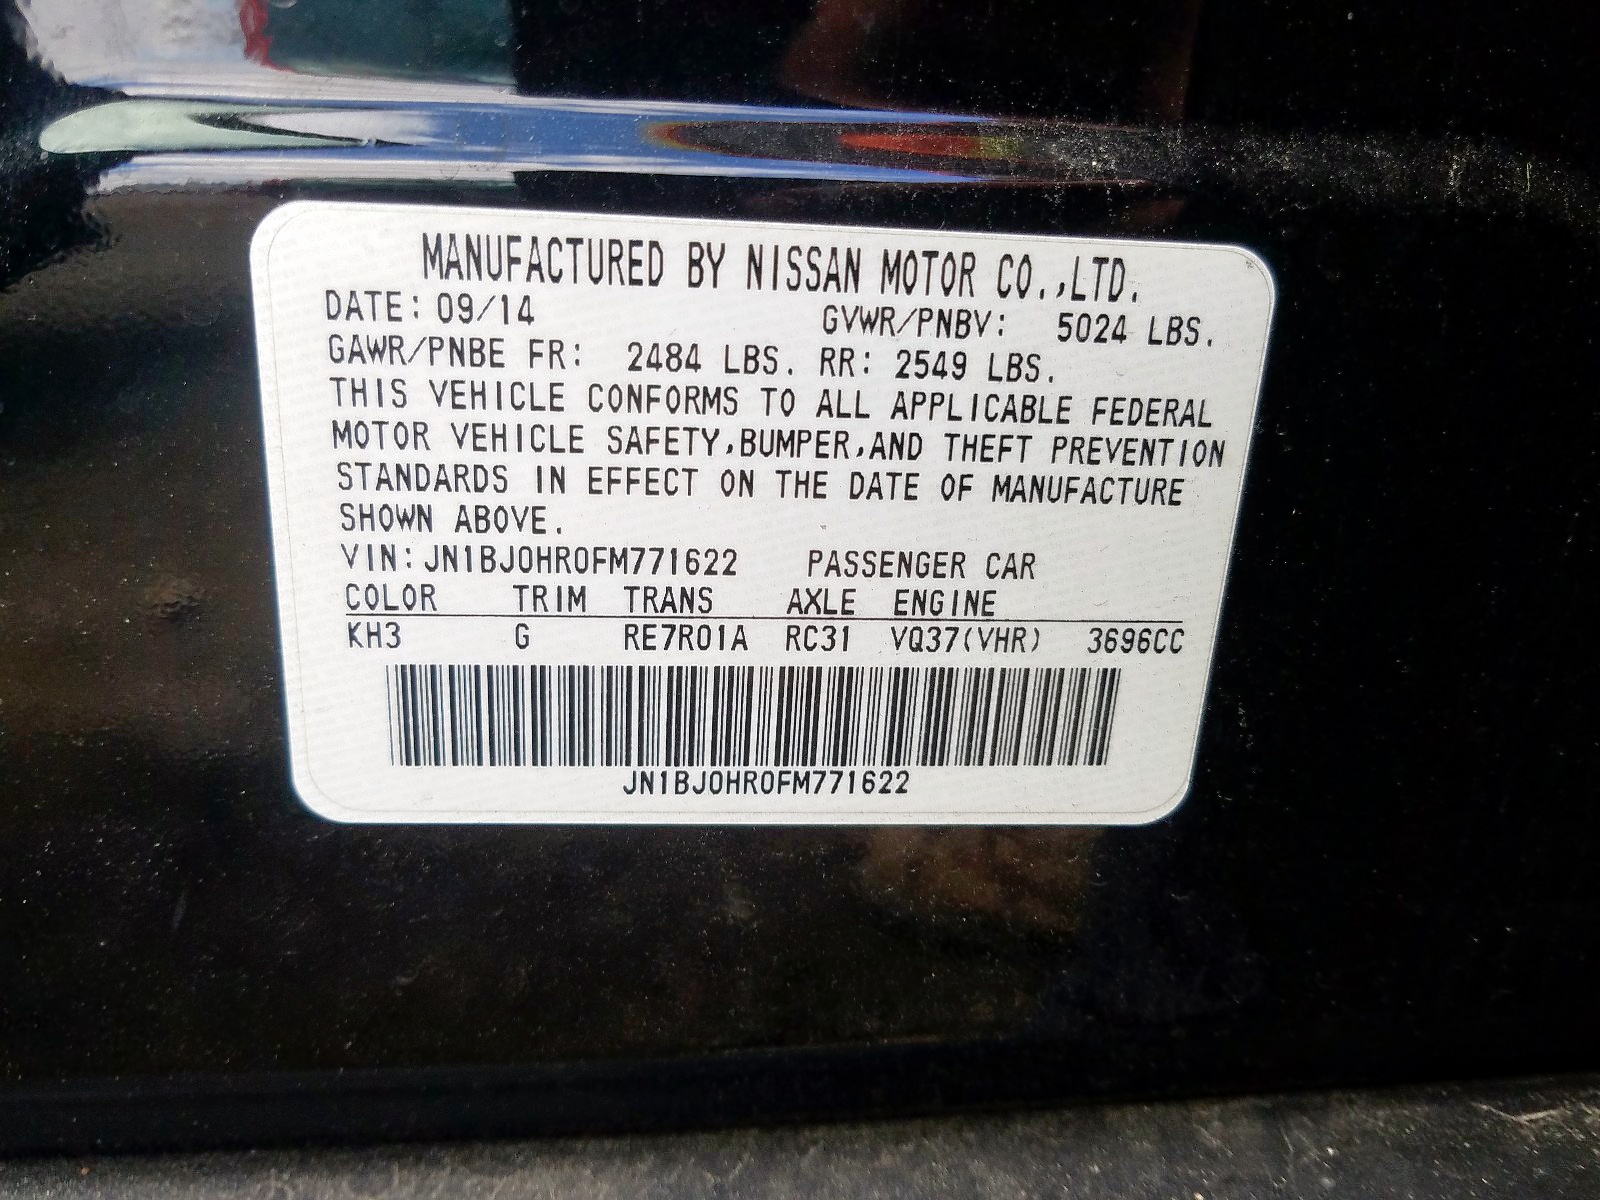 MANUFACTURED BY NISSAN MOTOR CO.,LTD.
DATE: 09/14 GVWR/PNBV: 5024 LBS.
GAWR/PNBE FR: 2484 LBS. RR: 2549 LBS.
THIS VEHICLE CONFORMS TO ALL APPLICABLE FEDERAL
MOTOR VEHICLE SAFETY,BUMPER,AND THEFT PREVENTION
STANDARDS IN EFFECT ON THE DATE OF MANUFACTURE
SHOWN ABOVE.
VIN: JN1BJ0HR0FM771622 PASSENGER CAR
COLOR TRIM TRANS AXLE ENGINE
KH3 G RE7R01A RC31 VQ37(VHR) 3696CC
JN1BJ0HR0FM771622